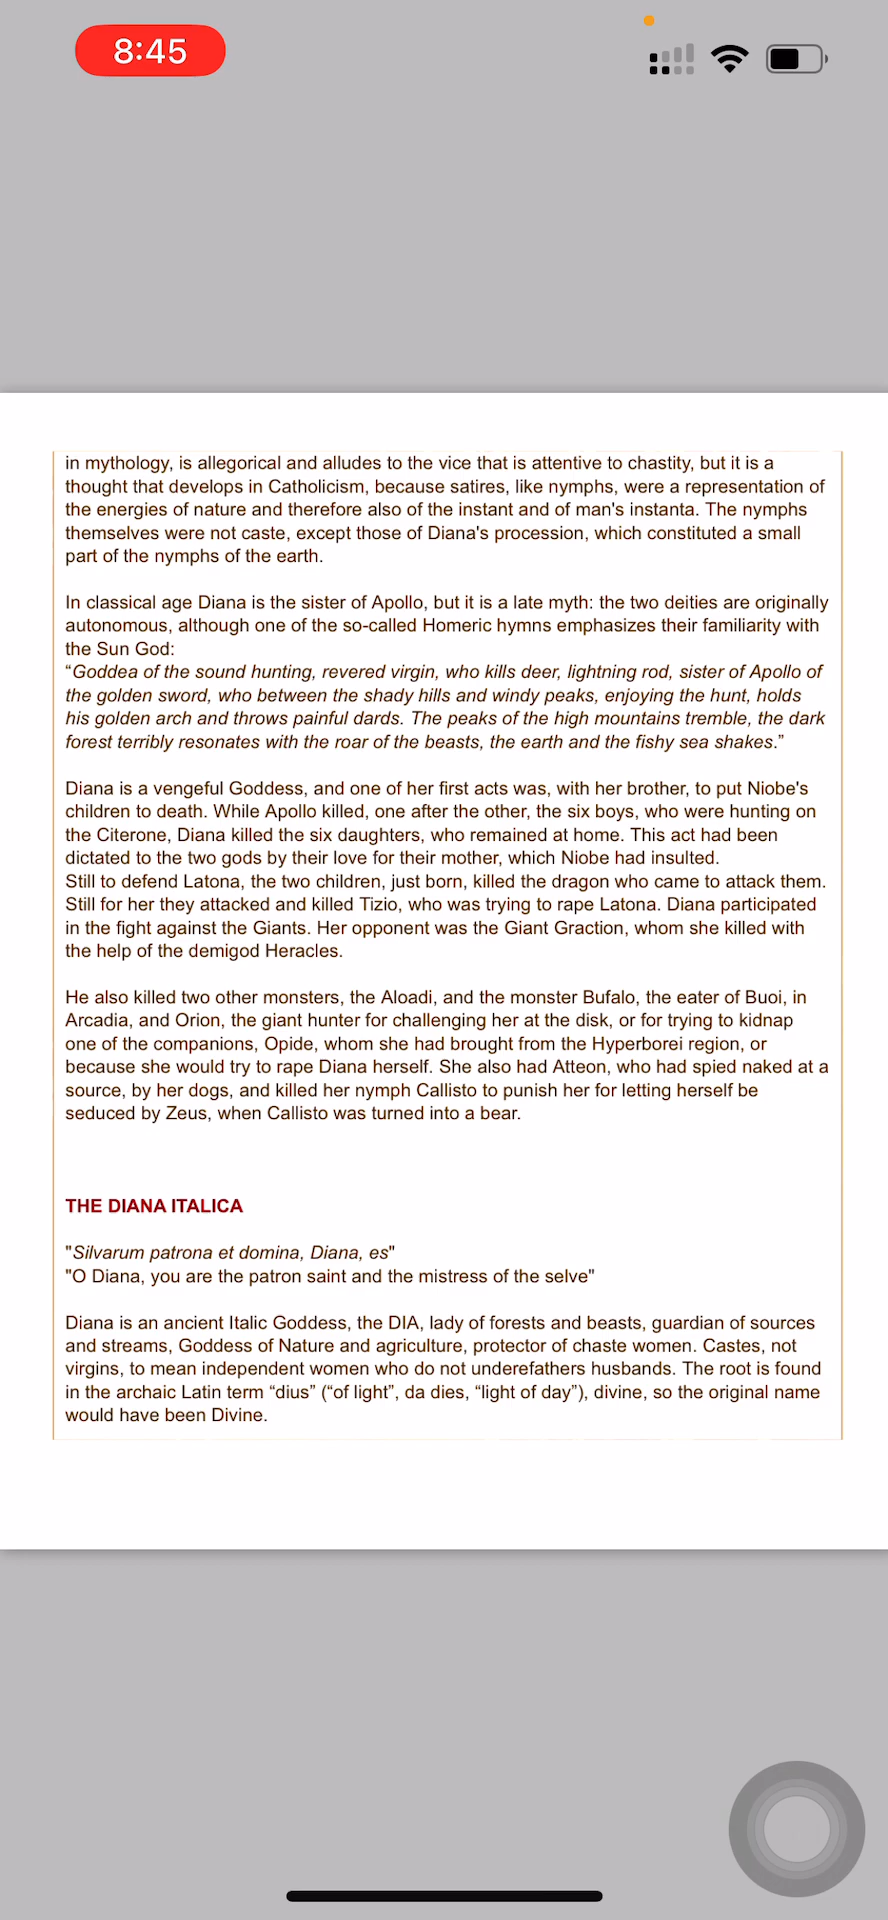 8:45
in mythology, is allegorical and alludes to the vice that is attentive to chastity, but it is a
thought that develops in Catholicism, because satires, like nymphs, were a representation of
the energies of nature and therefore also of the instant and of man's instanta. The nymphs
themselves were not caste, except those of Diana's procession, which constituted a small
part of the nymphs of the earth.
In classical age Diana is the sister of Apollo, but it is a late myth: the two deities are originally
autonomous, although one of the so-called Homeric hymns emphasizes their familiarity with
the Sun God:
“Goddea of the sound hunting, revered virgin, who kills deer, lightning rod, sister of Apollo of
the golden sword, who between the shady hills and windy peaks, enjoying the hunt, holds
his golden arch and throws painful dards. The peaks of the high mountains tremble, the dark
forest terribly resonates with the roar of the beasts, the earth and the fishy sea shakes.”
Diana is a vengeful Goddess, and one of her first acts was, with her brother, to put Niobe's
children to death. While Apollo killed, one after the other, the six boys, who were hunting on
the Citerone, Diana killed the six daughters, who remained at home. This act had been
dictated to the two gods by their love for their mother, which Niobe had insulted.
Still to defend Latona, the two children, just born, killed the dragon who came to attack them.
Still for her they attacked and killed Tizio, who was trying to rape Latona. Diana participated
in the fight against the Giants. Her opponent was the Giant Graction, whom she killed with
the help of the demigod Heracles.
He also killed two other monsters, the Aloadi, and the monster Bufalo, the eater of Buoi, in
Arcadia, and Orion, the giant hunter for challenging her at the disk, or for trying to kidnap
one of the companions, Opide, whom she had brought from the Hyperborei region, or
because she would try to rape Diana herself. She also had Atteon, who had spied naked at a
source, by her dogs, and killed her nymph Callisto to punish her for letting herself be
seduced by Zeus, when Callisto was turned into a bear.
THE DIANA ITALICA
"Silvarum patrona et domina, Diana, es"
"O Diana, you are the patron saint and the mistress of the selve"
Diana is an ancient Italic Goddess, the DIA, lady of forests and beasts, guardian of sources
and streams, Goddess of Nature and agriculture, protector of chaste women. Castes, not
virgins, to mean independent women who do not underefathers husbands. The root is found
in the archaic Latin term “dius” (“of light”, da dies, “light of day”), divine, so the original name
would have been Divine.